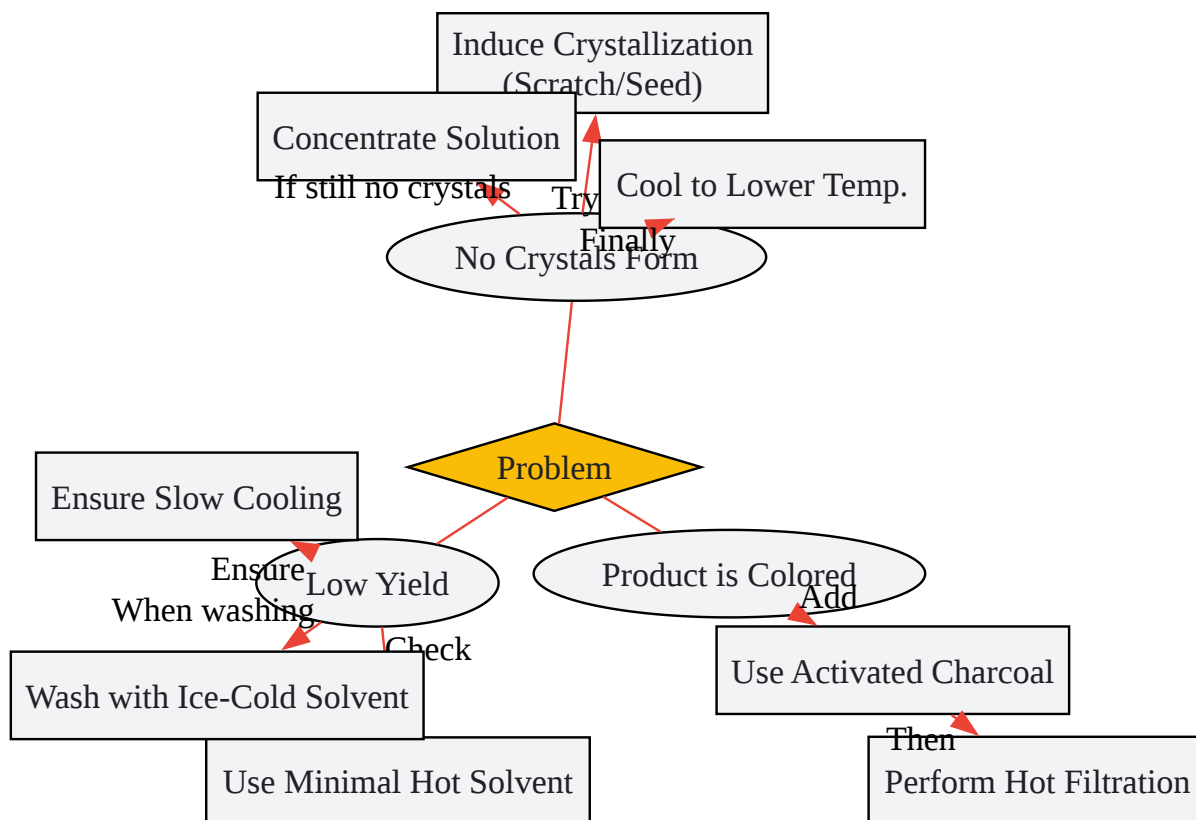 Induce Crystallization
(Scratch/Seed)
Concentrate Solution
If still no crystals
Try
Cool to Lower Temp.
Finally
No Crystals Form
Problem
Ensure Slow Cooling
Ensure
Low Yield
When washing
Check
Wash with Ice-Cold Solvent
Use Minimal Hot Solvent
Product is Colored
Add
Use Activated Charcoal
Then
Perform Hot Filtration